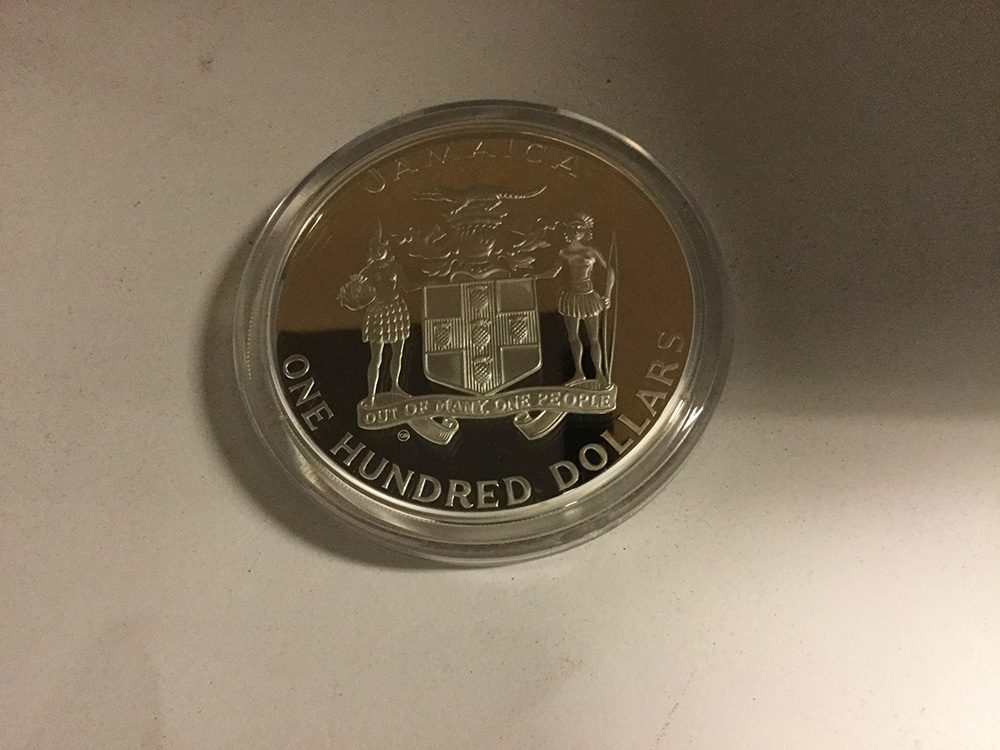 JAMAICA
OUT OF MANY, ONE PEOPLE
ONE HUNDRED DOLLARS